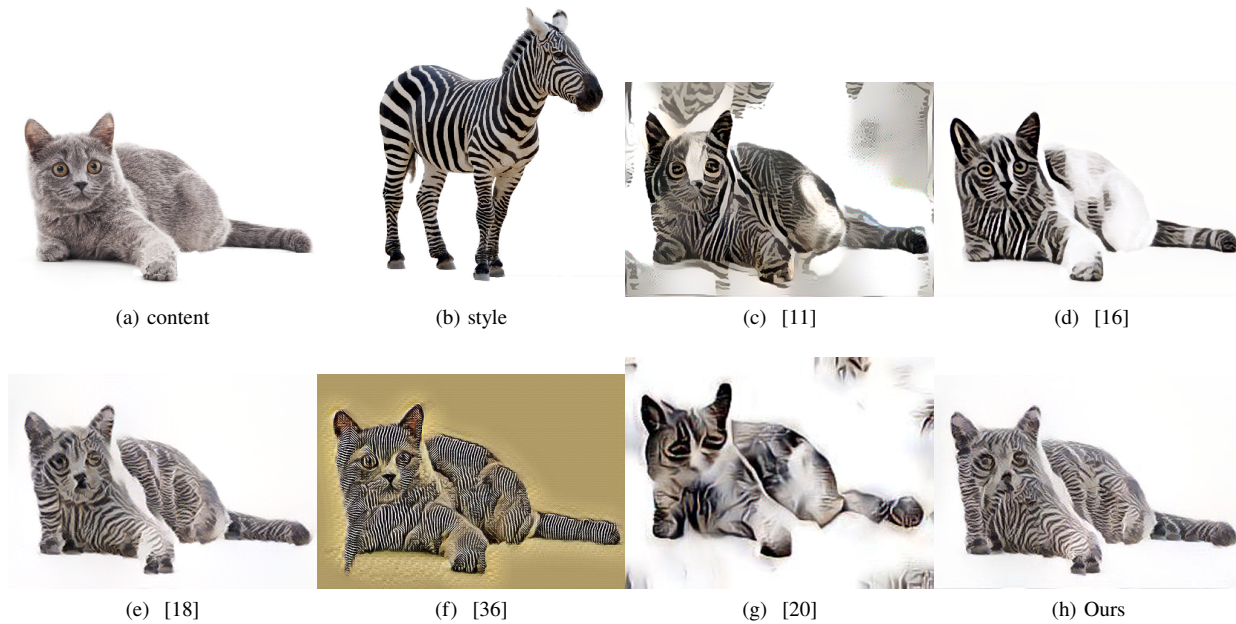 (a) content
(b) style
(c) [11]
(d) [16]
(e) [18]
(f) [36]
(g) [20]
(h) Ours